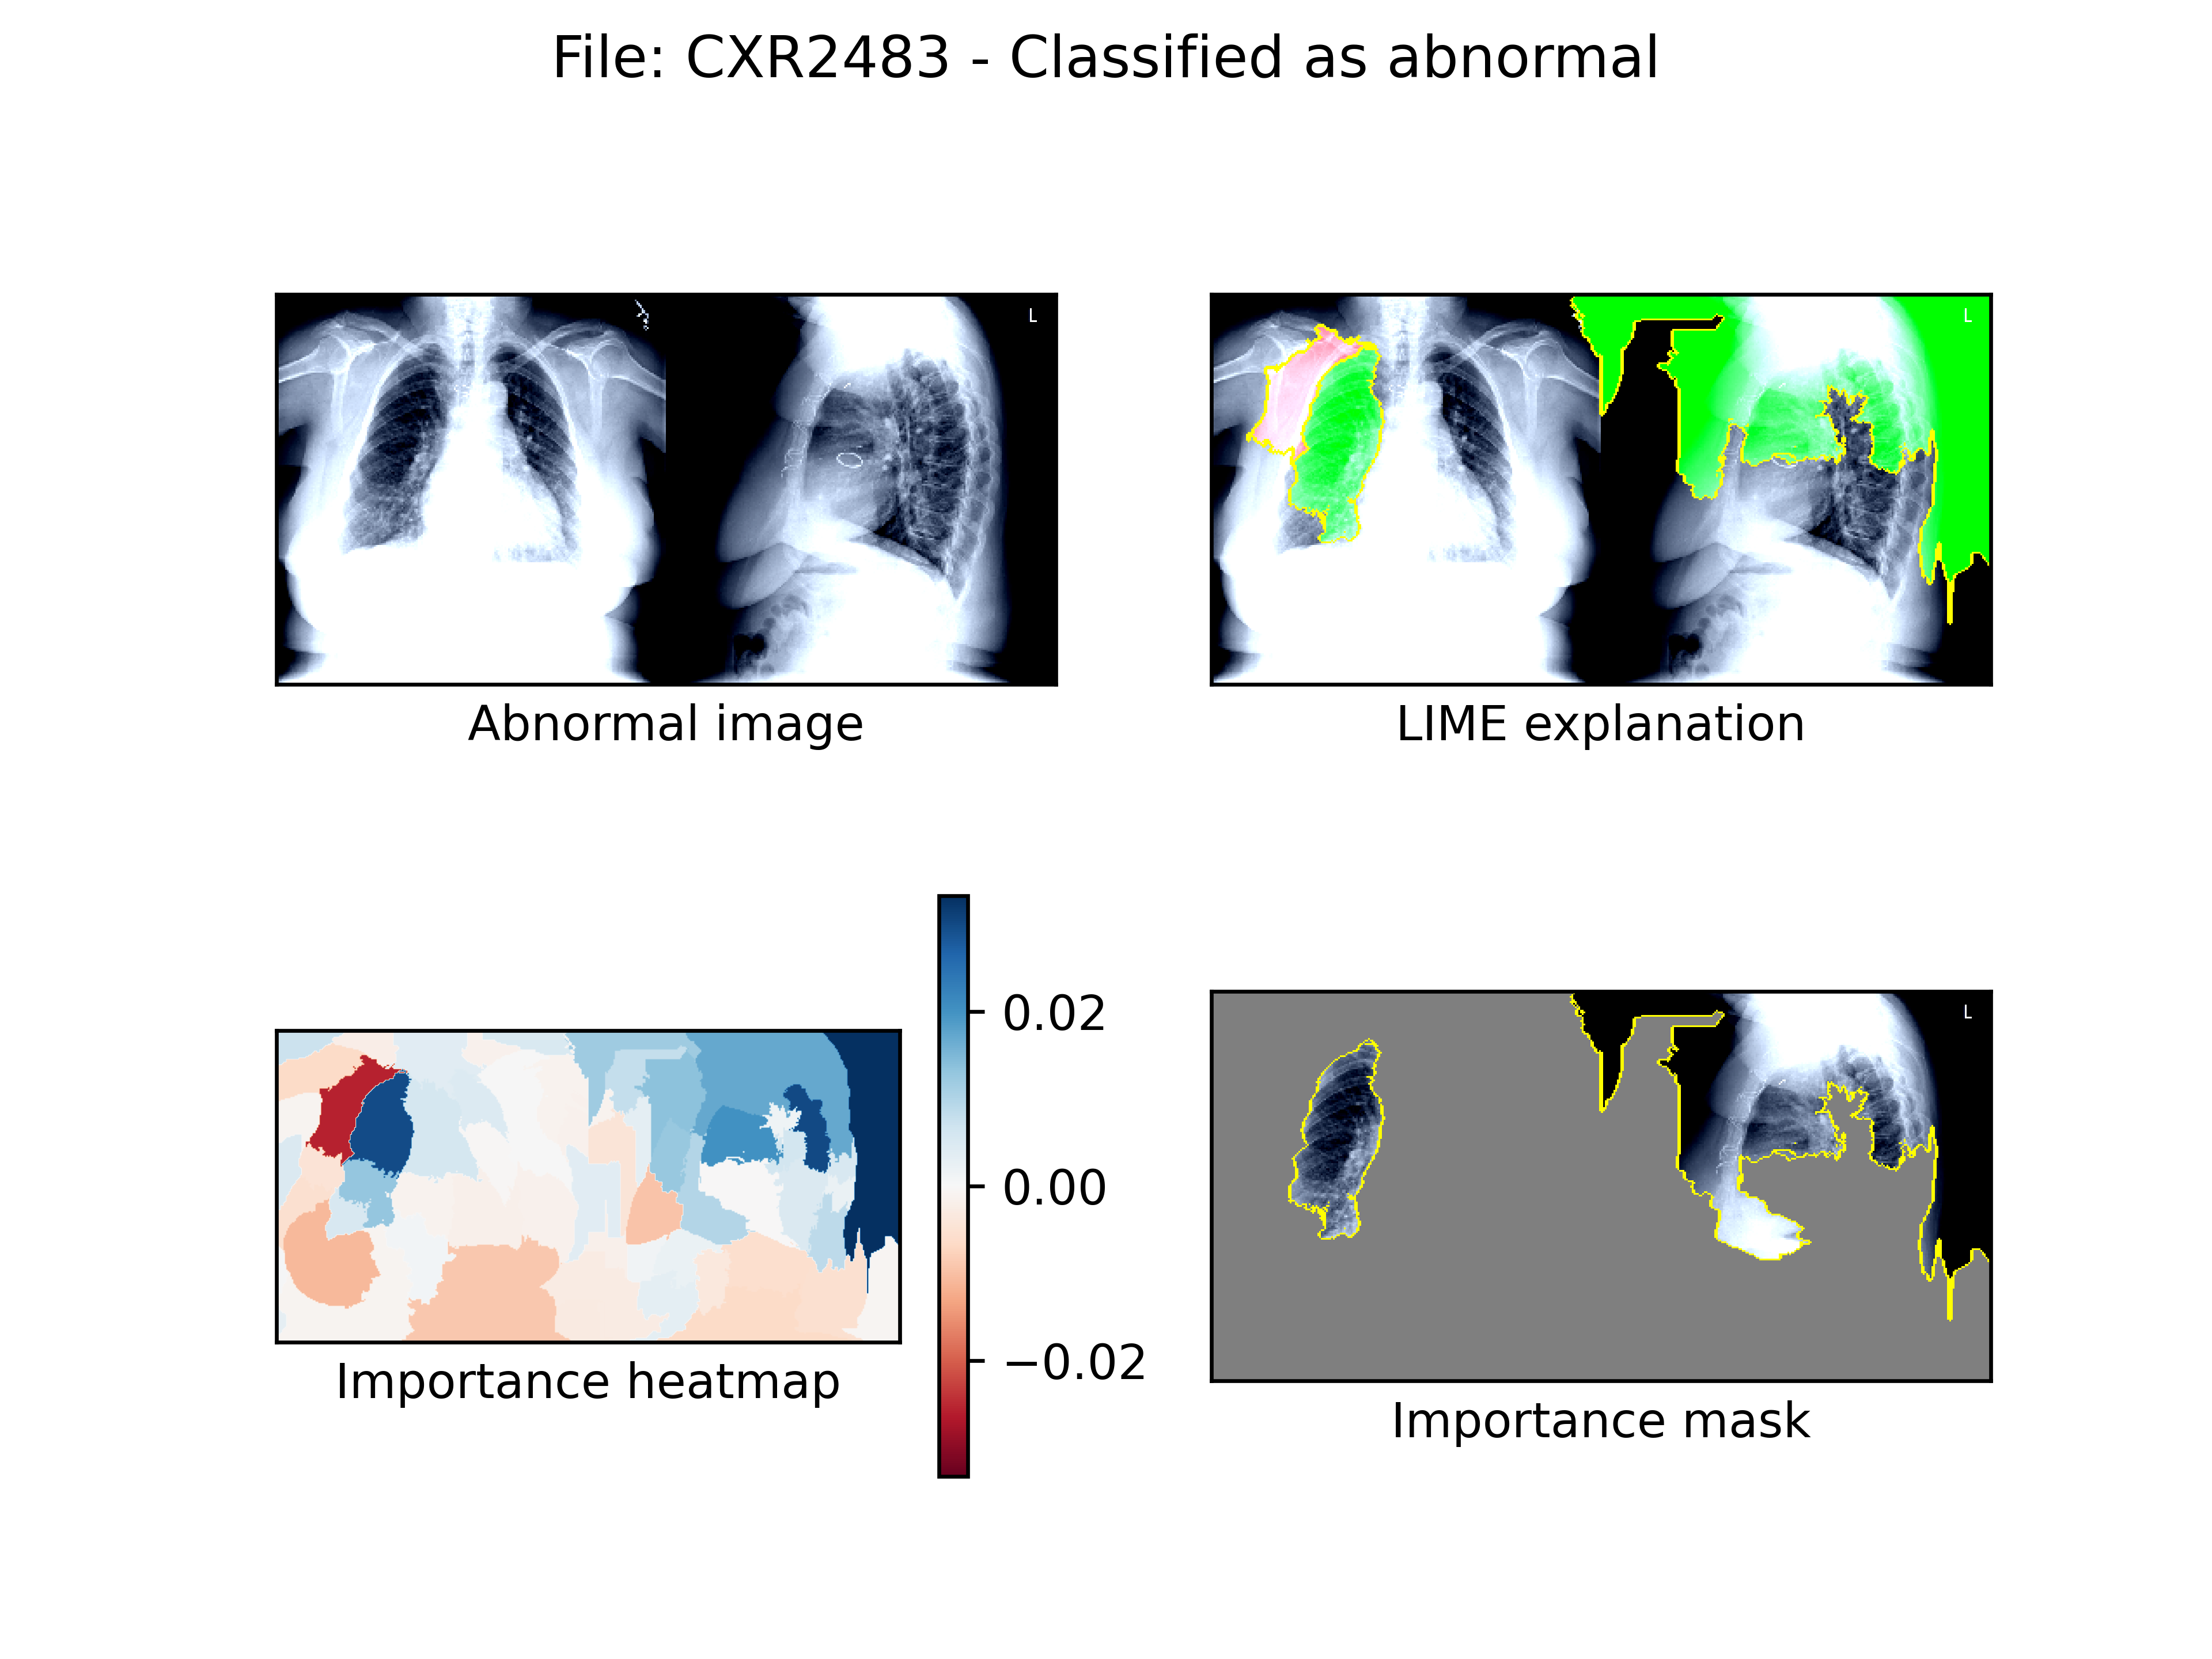 File: CXR2483 - Classified as abnormal
L
L
Abnormal image
LIME explanation
0.02
0.00
−0.02
L
Importance heatmap
Importance mask